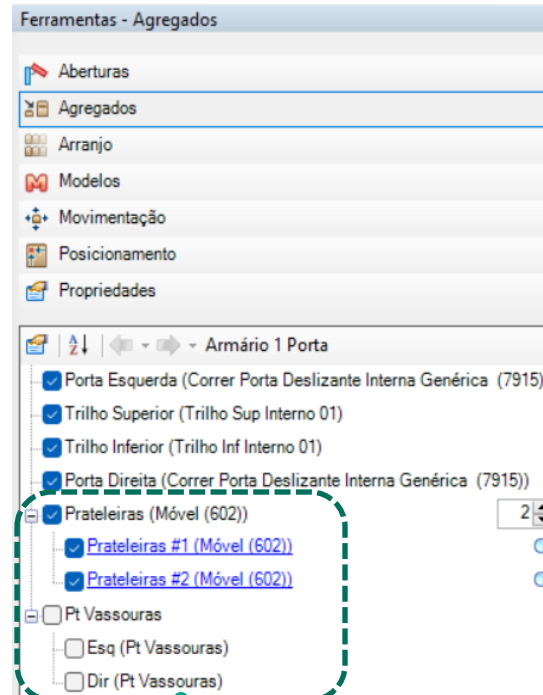 Ferramentas - Agregados
Aberturas
Agregados
Arranjo
Modelos
Movimentação
Posicionamento
Propriedades
Armário 1 Porta
Porta Esquerda (Correr Porta Deslizante Interna Genérica (7915)
Trilho Superior (Trilho Sup Interno 01)
Trilho Inferior (Trilho Inf Interno 01)
Porta Direita (Correr Porta Deslizante Interna Genérica (7915))
Prateleiras (Móvel (602)) 2
Prateleiras #1 (Móvel (602))
Prateleiras #2 (Móvel (602))
Pt Vassouras
Esq (Pt Vassouras)
Dir (Pt Vassouras)